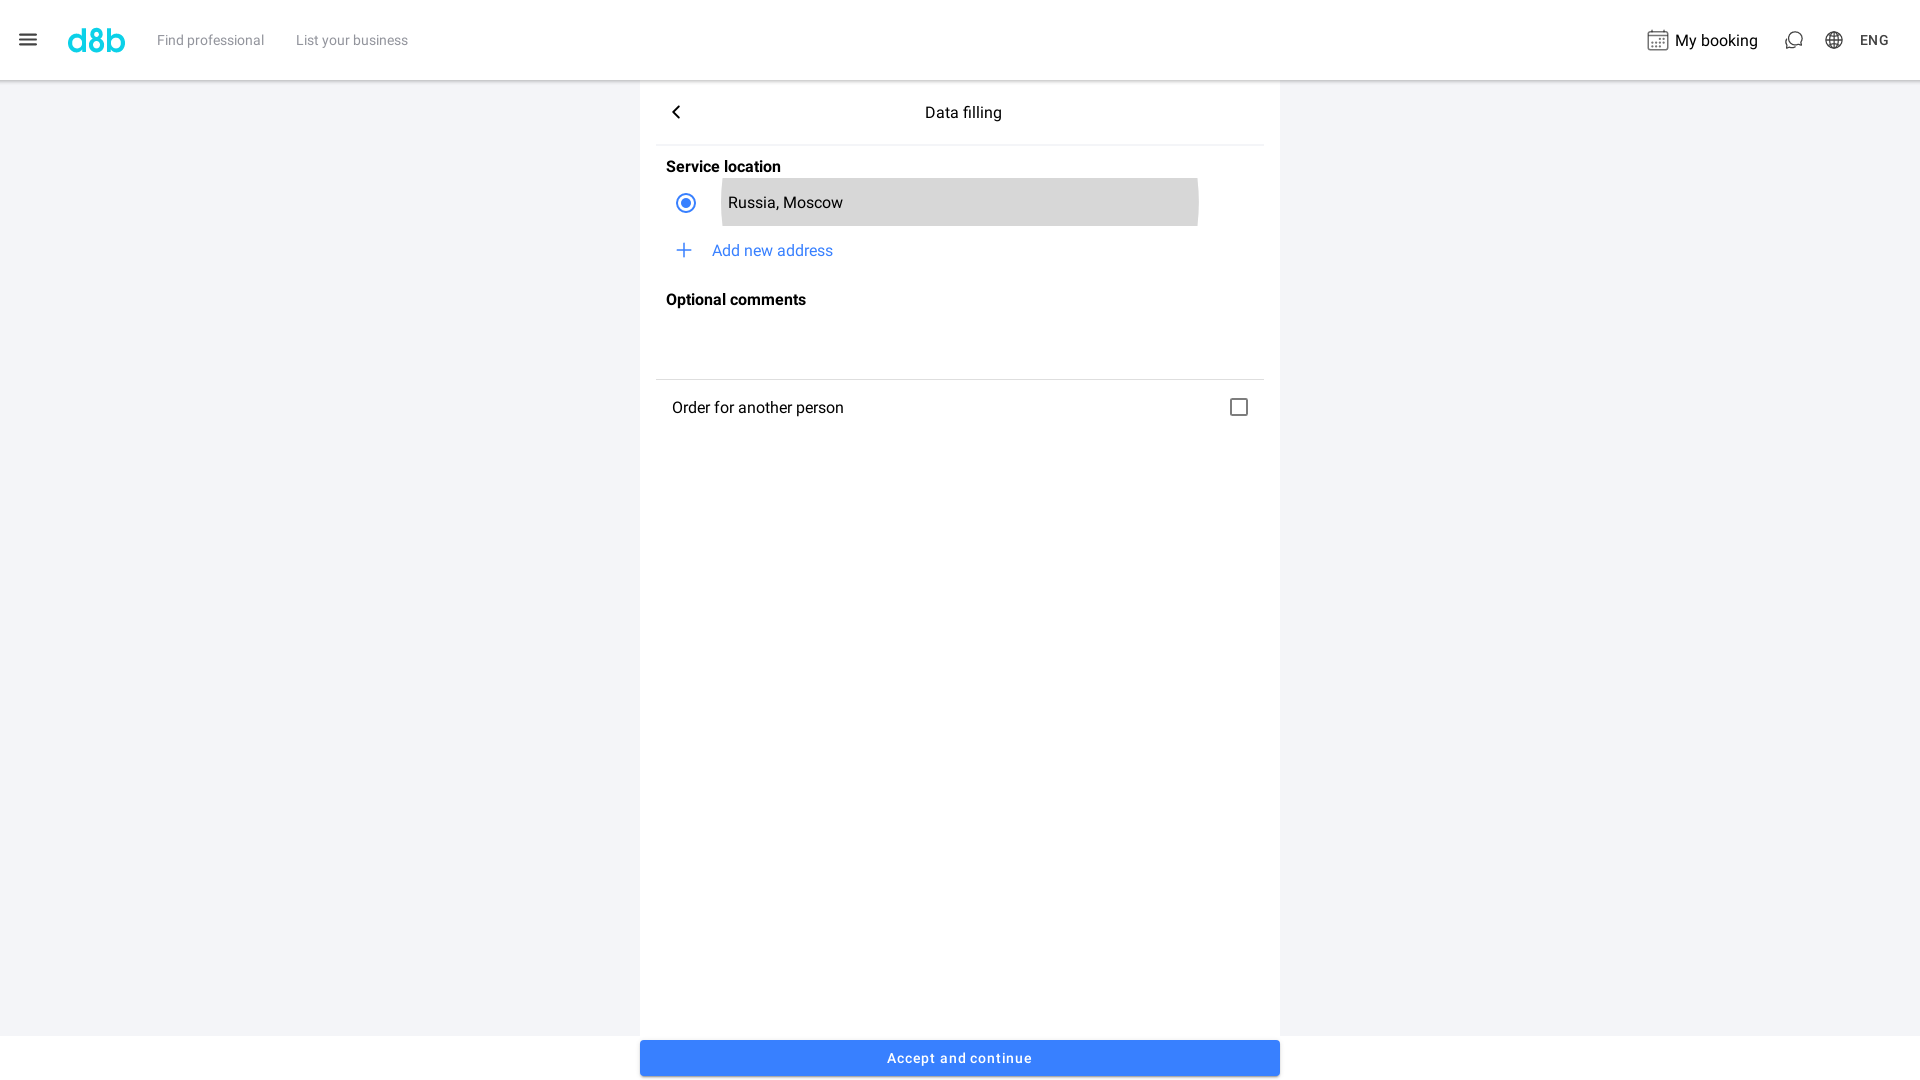 d8b
Find professional
List your business
My booking
ENG
Data filling
Service location
Russia, Moscow
Add new address
Optional comments
Order for another person
Accept and continue